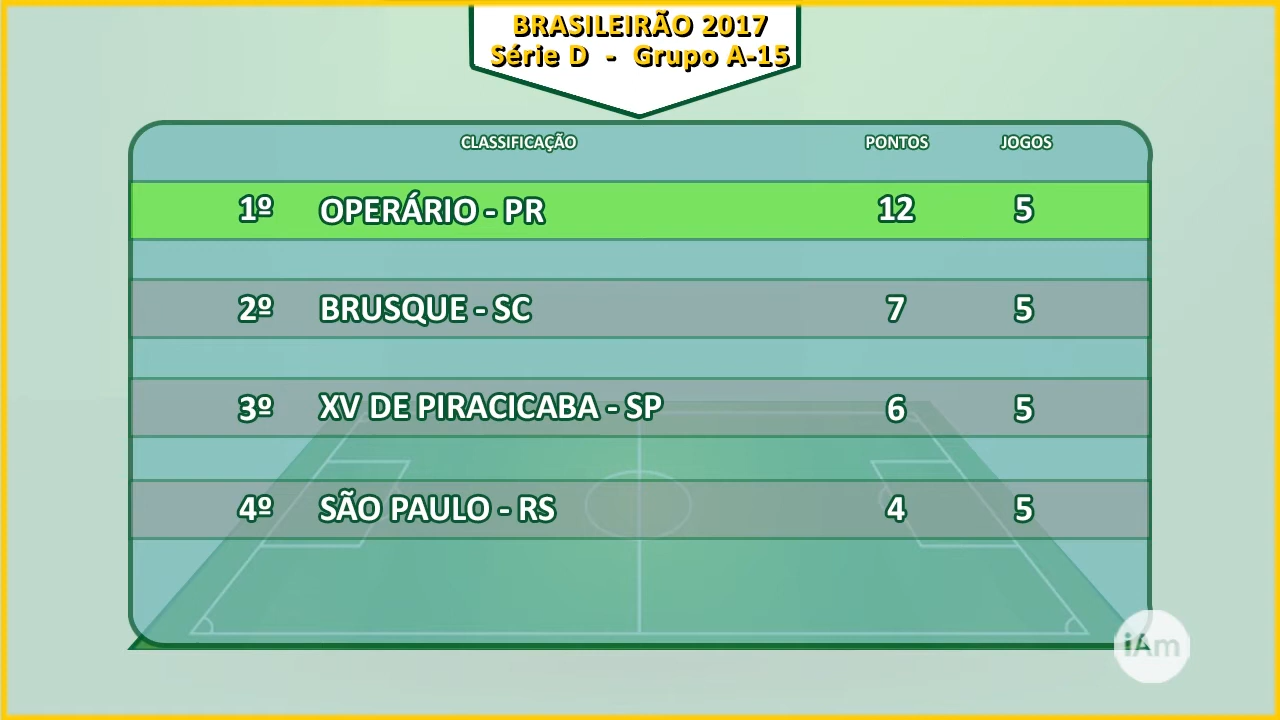 BRASILEIRÃO 2017
Série D - Grupo A-15
CLASSIFICAÇÃO PONTOS JOGOS
1º OPERÁRIO - PR 12 5
2º BRUSQUE - SC 7 5
3º XV DE PIRACICABA - SP 6 5
4º SÃO PAULO - RS 4 5
iAm